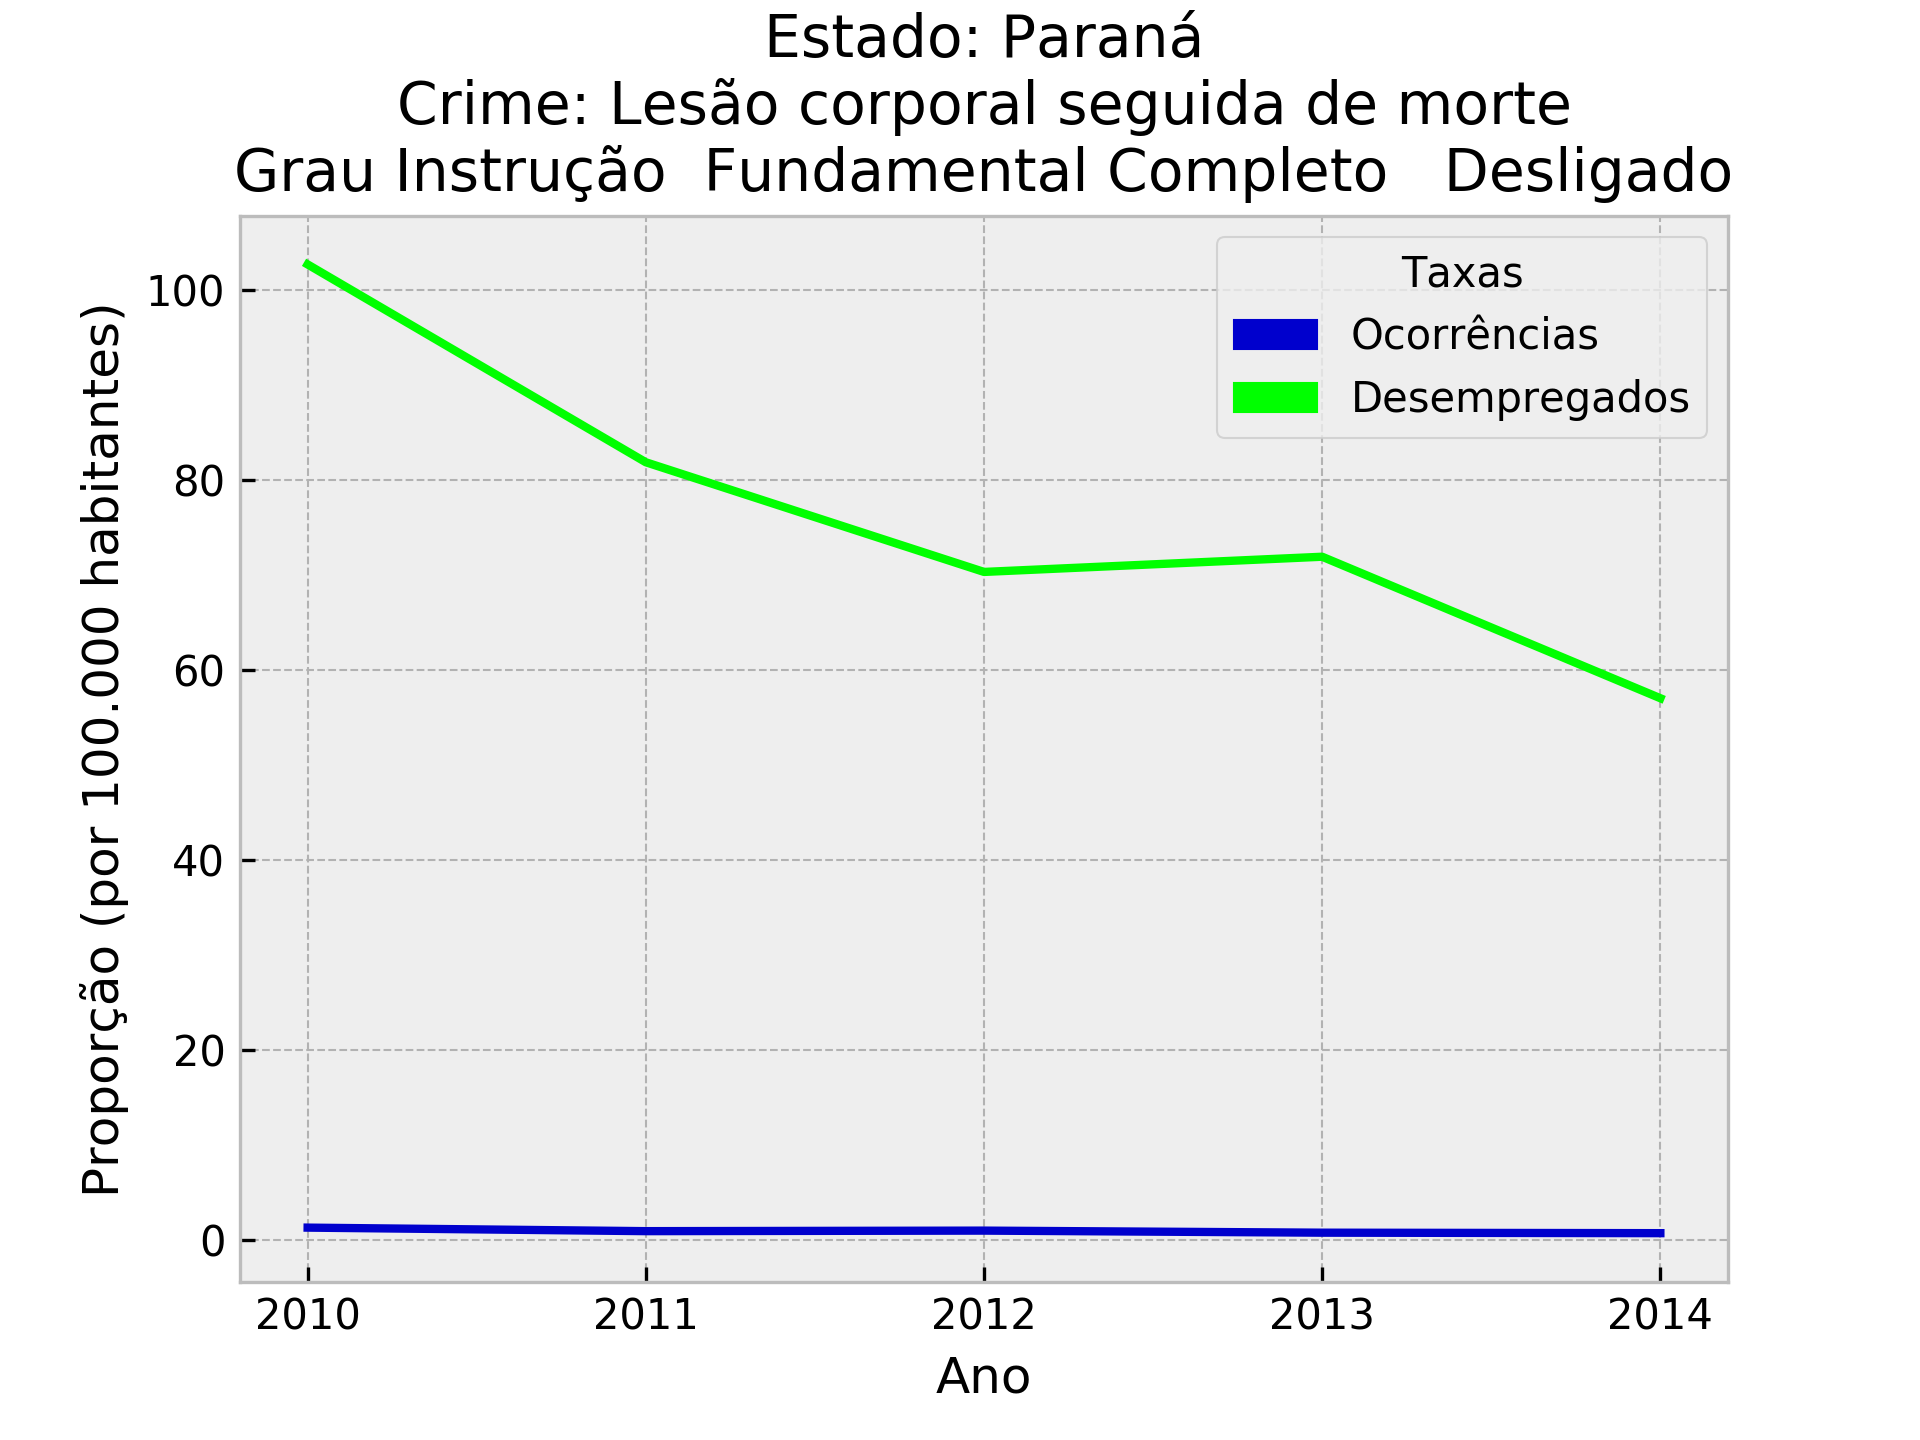 Estado: Paraná
Crime: Lesão corporal seguida de morte
Grau Instrução  Fundamental Completo   Desligado
Taxas
Ocorrências
Desempregados
Proporção (por 100.000 habitantes)
100
80
60
40
20
0
2010 2011 2012 2013 2014
Ano